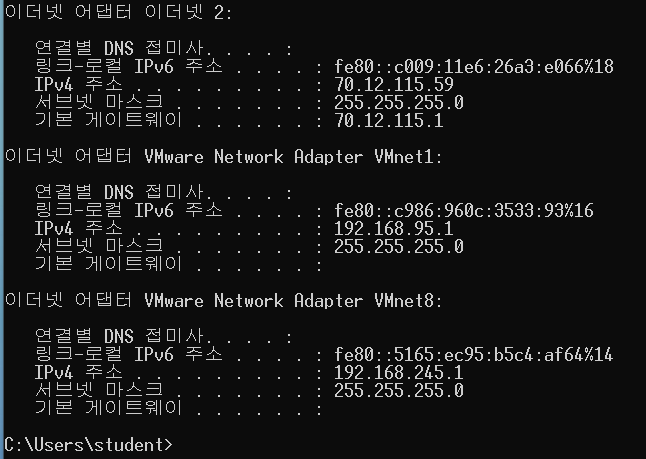 이더넷 어댑터 이더넷 2:
연결별 DNS 접미사. . . . :
링크-로컬 IPv6 주소 . . . . : fe80::c009:11e6:26a3:e066%18
IPv4 주소 . . . . . . . . . : 70.12.115.59
서브넷 마스크 . . . . . . . : 255.255.255.0
기본 게이트웨이 . . . . . . : 70.12.115.1
이더넷 어댑터 VMware Network Adapter VMnet1:
연결별 DNS 접미사. . . . :
링크-로컬 IPv6 주소 . . . . : fe80::c986:960c:3533:93%16
IPv4 주소 . . . . . . . . . : 192.168.95.1
서브넷 마스크 . . . . . . . : 255.255.255.0
기본 게이트웨이 . . . . . . :
이더넷 어댑터 VMware Network Adapter VMnet8:
연결별 DNS 접미사. . . . :
링크-로컬 IPv6 주소 . . . . : fe80::5165:ec95:b5c4:af64%14
IPv4 주소 . . . . . . . . . : 192.168.245.1
서브넷 마스크 . . . . . . . : 255.255.255.0
기본 게이트웨이 . . . . . . :
C:\Users\student>